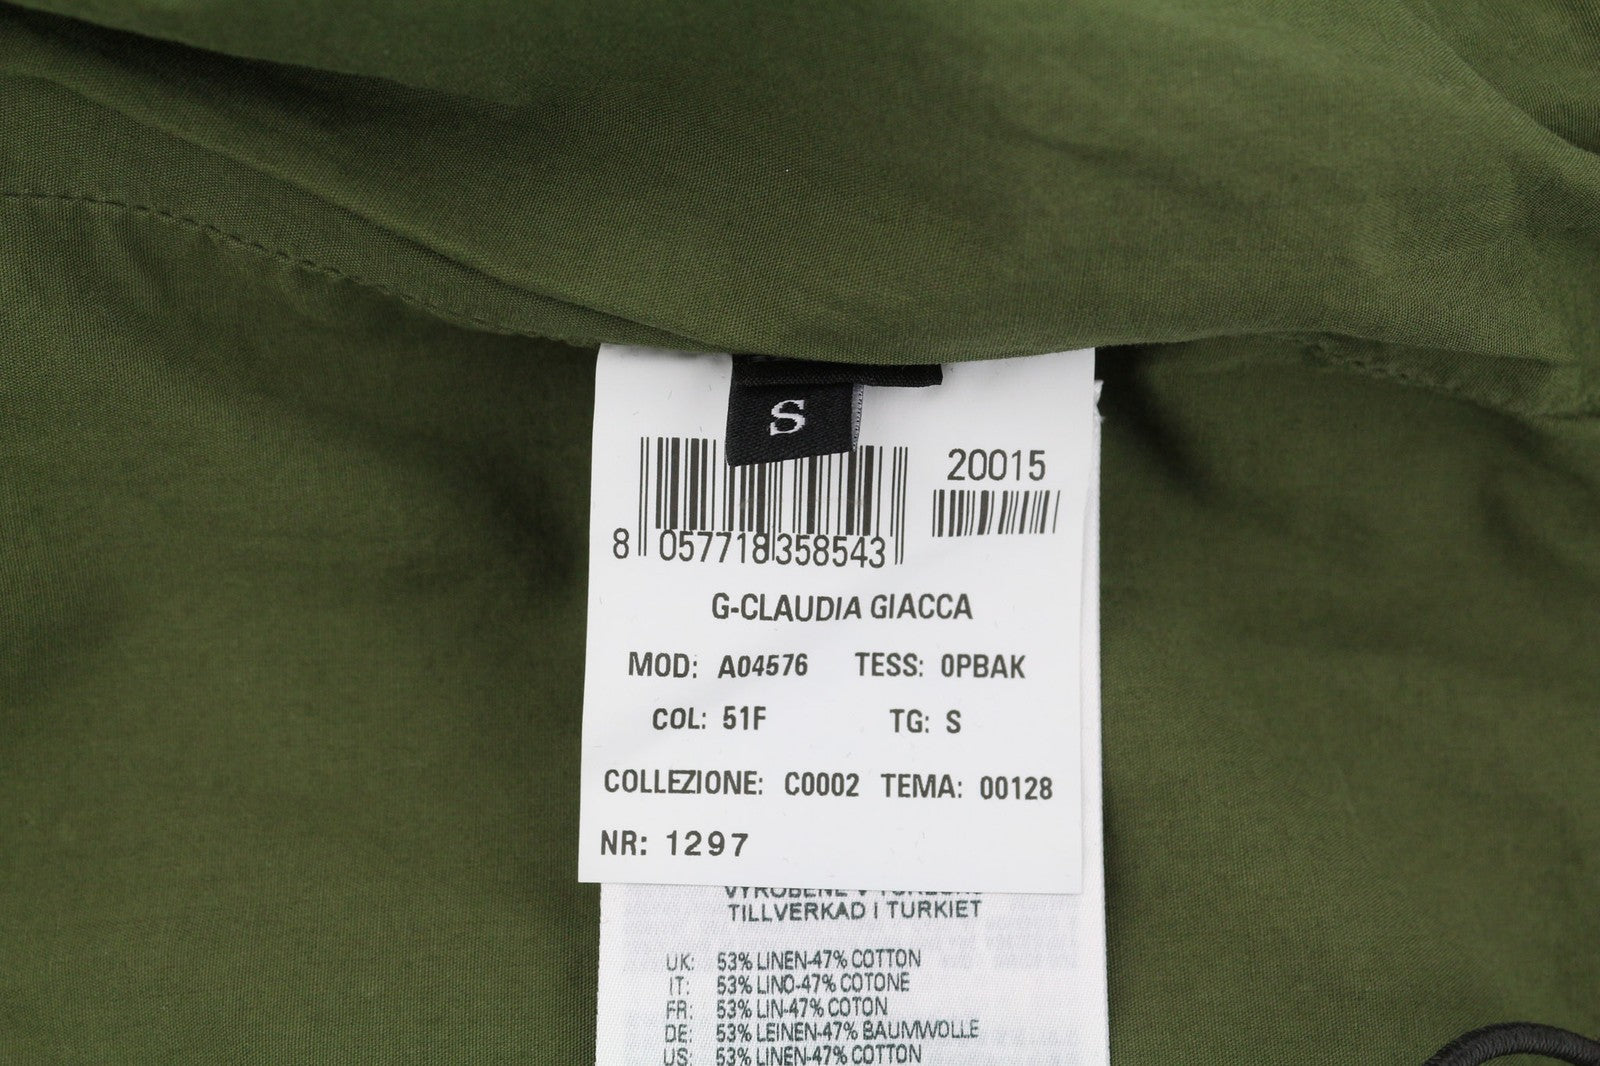 S
20015
8 057718 358543
G-CLAUDIA GIACCA
MOD: A04576 TESS: 0PBAK
COL: 51F TG: S
COLLEZIONE: C0002 TEMA: 00128
NR: 1297
TILLVERKAD I TURKIET
UK: 53% LINEN-47% COTTON
IT: 53% LINO-47% COTONE
FR: 53% LIN-47% COTON
DE: 53% LEINEN-47% BAUMWOLLE
US: 53% LINEN-47% COTTON